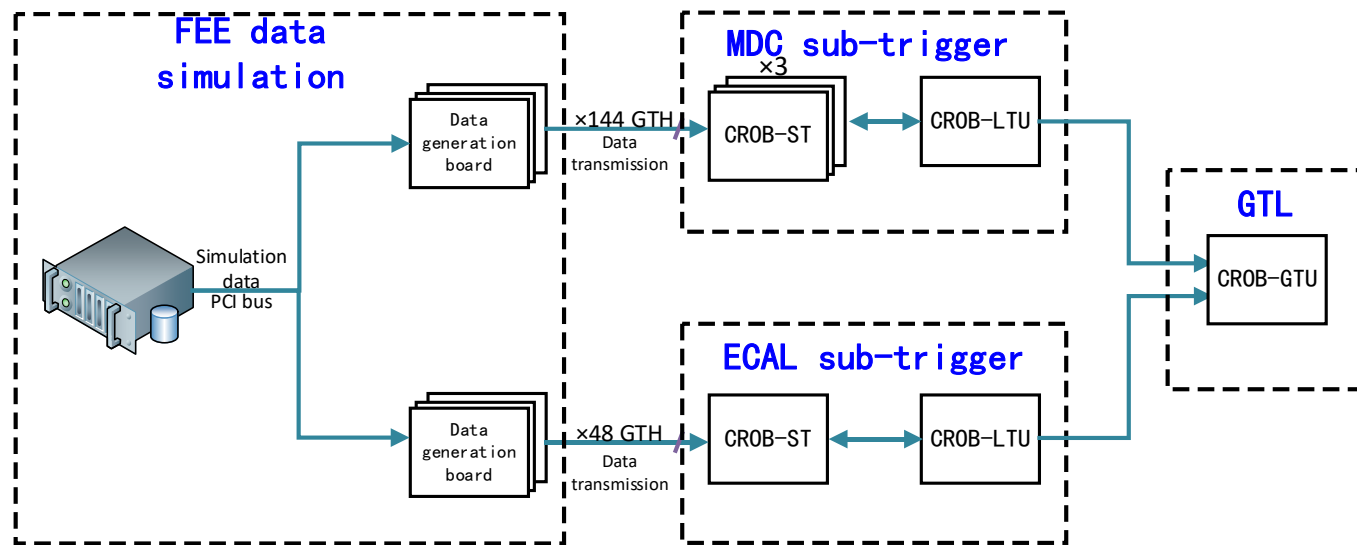 FEE data
simulation
Simulation
data
PCI bus
Data
generation
board
×144 GTH
Data
transmission
MDC sub-trigger
×3
CROB-ST
CROB-LTU
Data
generation
board
×48 GTH
Data
transmission
ECAL sub-trigger
CROB-ST
CROB-LTU
GTL
CROB-GTU